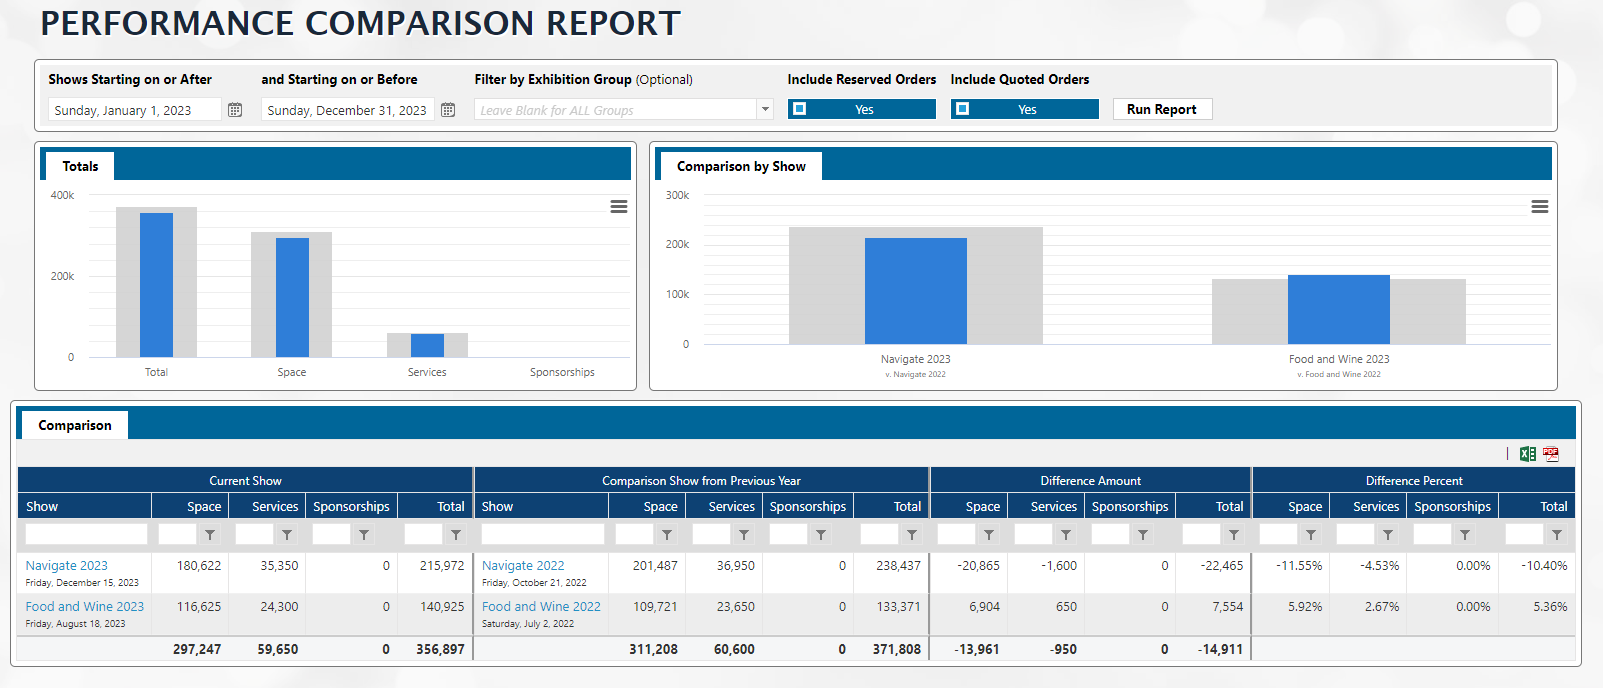 PERFORMANCE COMPARISON REPORT
Shows Starting on or After and Starting on or Before Filter by Exhibition Group (Optional) Include Reserved Orders Include Quoted Orders
Sunday, January 1, 2023 Sunday, December 31, 2023 Leave Blank for ALL Groups Yes Yes Run Report
Totals
400k
200k
0
Total Space Services Sponsorships
Comparison by Show
300k
200k
100k
0
Navigate 2023 Food and Wine 2023
v. Navigate 2022 v. Food and Wine 2022
Comparison
PDF
Current Show Comparison Show from Previous Year Difference Amount Difference Percent
Show Space Services Sponsorships Total Show Space Services Sponsorships Total Space Services Sponsorships Total Space Services Sponsorships Total
Navigate 2023 180,622 35,350 0 215,972 Navigate 2022 201,487 36,950 0 238,437 -20,865 -1,600 0 -22,465 -11.55% -4.53% 0.00% -10.40%
Friday, December 15, 2023 Friday, October 21, 2022
Food and Wine 2023 116,625 24,300 0 140,925 Food and Wine 2022 109,721 23,650 0 133,371 6,904 650 0 7,554 5.92% 2.67% 0.00% 5.36%
Friday, August 18, 2023 Saturday, July 2, 2022
297,247 59,650 0 356,897 311,208 60,600 0 371,808 -13,961 -950 0 -14,911